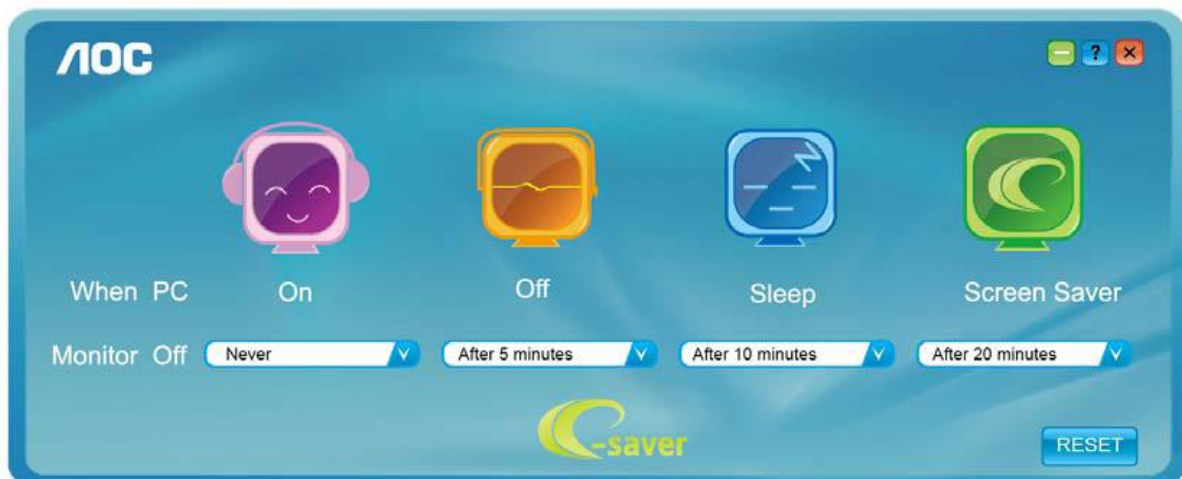 AOC
?
When PC On Off Sleep Screen Saver
Monitor Off Never After 5 minutes After 10 minutes After 20 minutes
e-saver
RESET